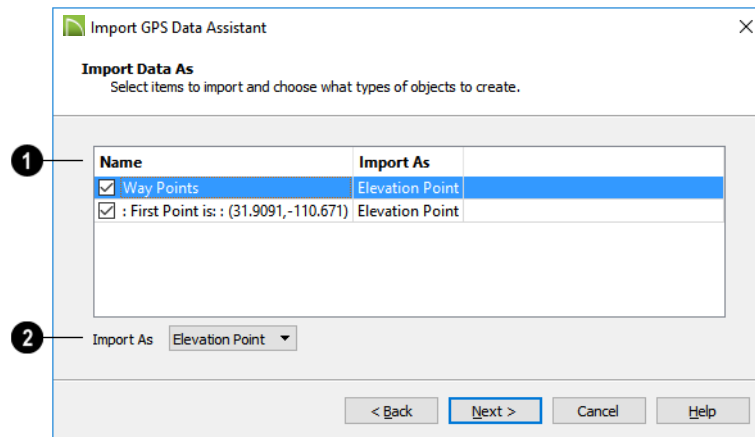 Import GPS Data Assistant
Import Data As
Select items to import and choose what types of objects to create.
1
Name Import As
Way Points Elevation Point
: First Point is: : (31.9091,-110.671) Elevation Point
2
Import As Elevation Point
< Back Next > Cancel Help